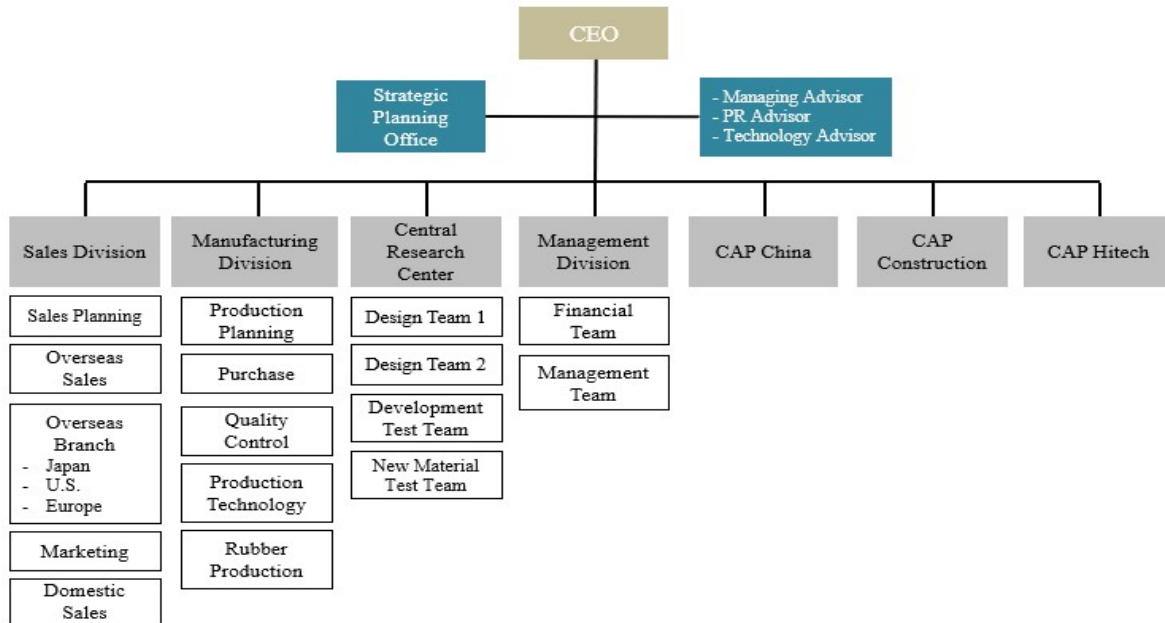 CEO
Strategic
Planning
Office
- Managing Advisor
- PR Advisor
- Technology Advisor
Sales Division
Manufacturing
Division
Central
Research
Center
Management
Division
CAP China
CAP
Construction
CAP Hitech
Sales Planning
Overseas
Sales
Overseas
Branch
- Japan
- U.S.
- Europe
Marketing
Domestic
Sales
Production
Planning
Purchase
Quality
Control
Production
Technology
Rubber
Production
Design Team 1
Design Team 2
Development
Test Team
New Material
Test Team
Financial
Team
Management
Team